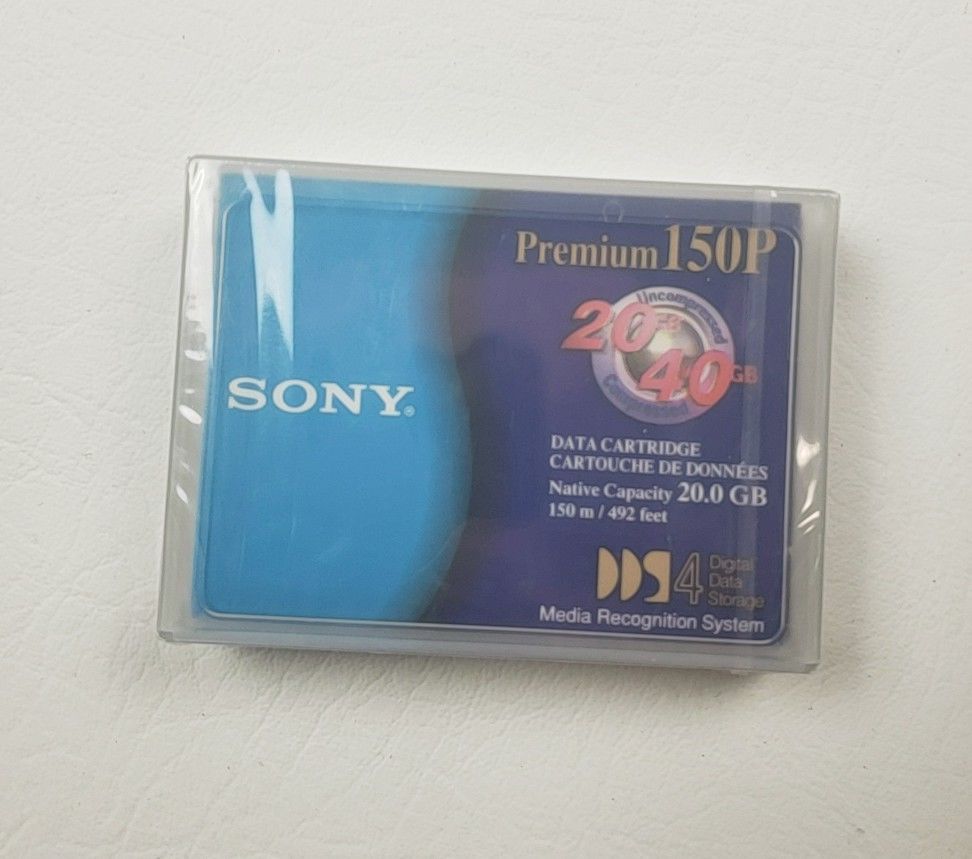 Premium 150P
Uncompressed
20 GB
40 GB
Compressed
SONY®
DATA CARTRIDGE
CARTOUCHE DE DONNÉES
Native Capacity 20.0 GB
150 m / 492 feet
DDS 4 Digital
Data
Storage
Media Recognition System